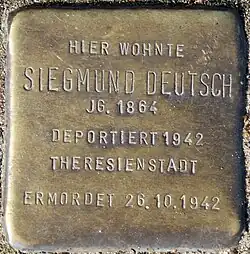 HIER WOHNTE
SIEGMUND DEUTSCH
JG. 1864
DEPORTIERT 1942
THERESIENSTADT
ERMORDET 26.10.1942